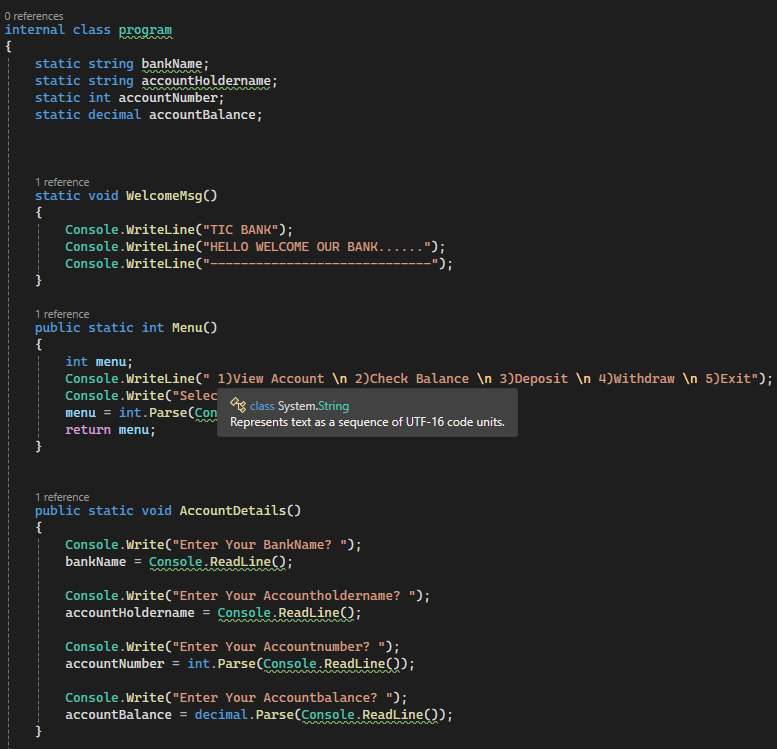 0 references
internal class program
{
static string bankName;
static string accountHoldername;
static int accountNumber;
static decimal accountBalance;
1 reference
static void WelcomeMsg()
{
Console.WriteLine("TIC BANK");
Console.WriteLine("HELLO WELCOME OUR BANK......");
Console.WriteLine("-----------------------------");
}
1 reference
public static int Menu()
{
int menu;
Console.WriteLine(" 1)View Account \n 2)Check Balance \n 3)Deposit \n 4)Withdraw \n 5)Exit");
Console.Write("Selec
class System.String
menu = int.Parse(Con
Represents text as a sequence of UTF-16 code units.
return menu;
}
1 reference
public static void AccountDetails()
{
Console.Write("Enter Your BankName? ");
bankName = Console.ReadLine();
Console.Write("Enter Your Accountholdername? ");
accountHoldername = Console.ReadLine();
Console.Write("Enter Your Accountnumber? ");
accountNumber = int.Parse(Console.ReadLine());
Console.Write("Enter Your Accountbalance? ");
accountBalance = decimal.Parse(Console.ReadLine());
}